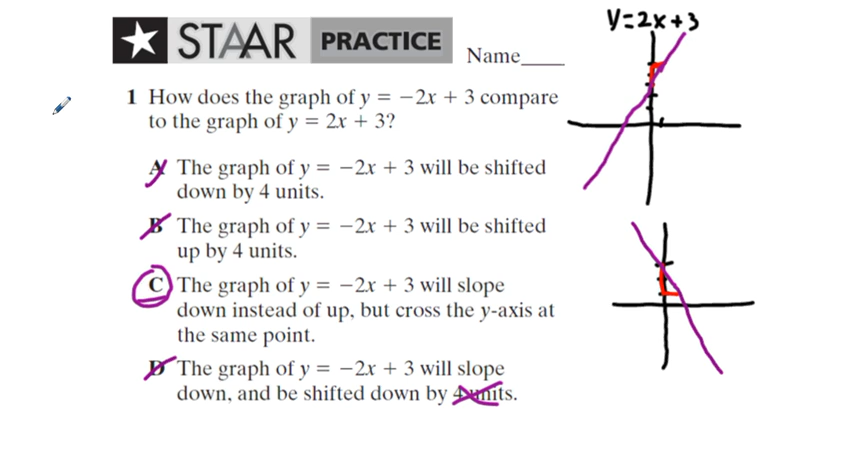 y=2x+3
STAAR PRACTICE Name____
1 How does the graph of y = −2x + 3 compare
to the graph of y = 2x + 3?
A The graph of y = −2x + 3 will be shifted
down by 4 units.
B The graph of y = −2x + 3 will be shifted
up by 4 units.
C The graph of y = −2x + 3 will slope
down instead of up, but cross the y-axis at
the same point.
D The graph of y = −2x + 3 will slope
down, and be shifted down by 4 units.